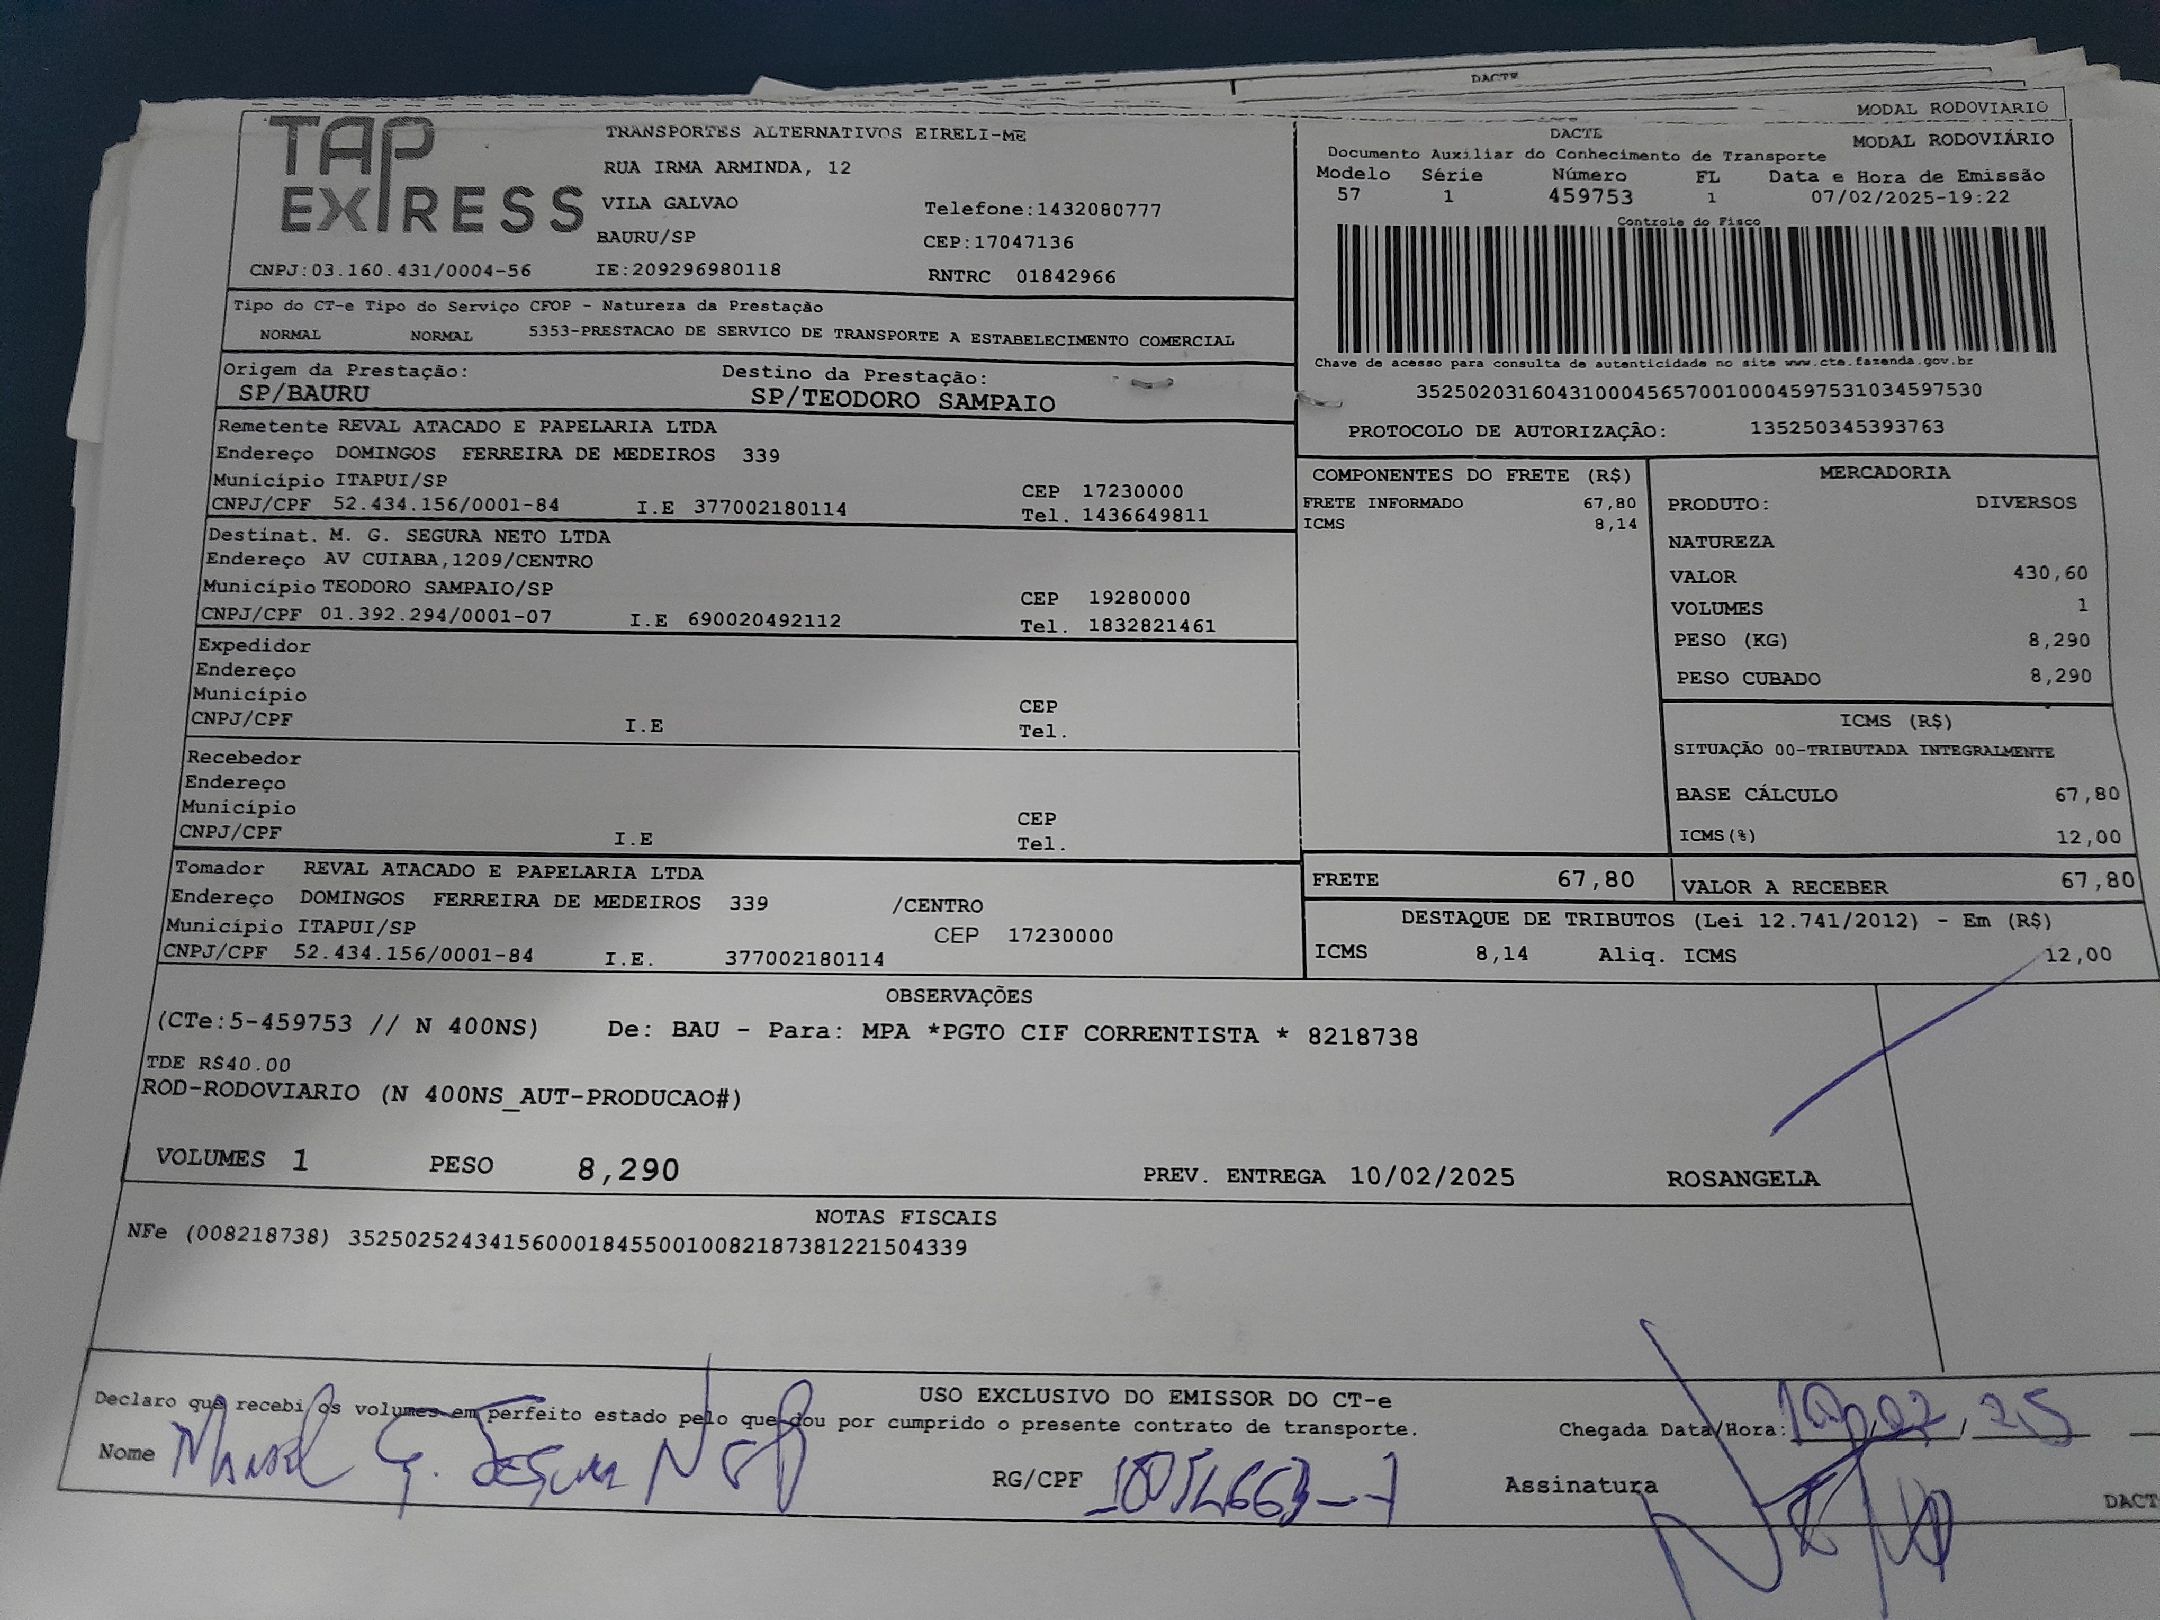 DACTE
MODAL RODOVIARIO
TAP EXPRESS
TRANSPORTES ALTERNATIVOS EIRELI-ME
RUA IRMA ARMINDA, 12
VILA GALVAO Telefone:1432080777
BAURU/SP CEP:17047136
CNPJ:03.160.431/0004-56 IE:209296980118 RNTRC 01842966
DACTE MODAL RODOVIÁRIO
Documento Auxiliar do Conhecimento de Transporte
Modelo Série Número FL Data e Hora de Emissão
57 1 459753 1 07/02/2025-19:22
Controle do Fisco
Chave de acesso para consulta de autenticidade no site www.cte.fazenda.gov.br
35250203160431000456570010004597531034597530
PROTOCOLO DE AUTORIZAÇÃO: 135250345393763
Tipo do CT-e Tipo do Serviço CFOP - Natureza da Prestação
NORMAL NORMAL 5353-PRESTACAO DE SERVICO DE TRANSPORTE A ESTABELECIMENTO COMERCIAL
Origem da Prestação: Destino da Prestação:
SP/BAURU SP/TEODORO SAMPAIO
Remetente REVAL ATACADO E PAPELARIA LTDA
Endereço DOMINGOS FERREIRA DE MEDEIROS 339
Município ITAPUI/SP CEP 17230000
CNPJ/CPF 52.434.156/0001-84 I.E 377002180114 Tel. 1436649811
Destinat. M. G. SEGURA NETO LTDA
Endereço AV CUIABA,1209/CENTRO
Município TEODORO SAMPAIO/SP CEP 19280000
CNPJ/CPF 01.392.294/0001-07 I.E 690020492112 Tel. 1832821461
Expedidor
Endereço
Município CEP
CNPJ/CPF I.E Tel.
Recebedor
Endereço
Município CEP
CNPJ/CPF I.E Tel.
Tomador REVAL ATACADO E PAPELARIA LTDA
Endereço DOMINGOS FERREIRA DE MEDEIROS 339 /CENTRO
Município ITAPUI/SP CEP 17230000
CNPJ/CPF 52.434.156/0001-84 I.E. 377002180114
COMPONENTES DO FRETE (R$)
FRETE INFORMADO 67,80
ICMS 8,14
MERCADORIA
PRODUTO: DIVERSOS
NATUREZA
VALOR 430,60
VOLUMES 1
PESO (KG) 8,290
PESO CUBADO 8,290
ICMS (R$)
SITUAÇÃO 00-TRIBUTADA INTEGRALMENTE
BASE CÁLCULO 67,80
ICMS(%) 12,00
FRETE 67,80 VALOR A RECEBER 67,80
DESTAQUE DE TRIBUTOS (Lei 12.741/2012) - Em (R$)
ICMS 8,14 Aliq. ICMS 12,00
OBSERVAÇÕES
(CTe:5-459753 // N 400NS) De: BAU - Para: MPA *PGTO CIF CORRENTISTA * 8218738
TDE R$40.00
ROD-RODOVIARIO (N 400NS_AUT-PRODUCAO#)
VOLUMES 1 PESO 8,290 PREV. ENTREGA 10/02/2025 ROSANGELA
NOTAS FISCAIS
NFe (008218738) 35250252434156000184550010082187381221504339
USO EXCLUSIVO DO EMISSOR DO CT-e
Declaro que recebi os volumes em perfeito estado pelo que dou por cumprido o presente contrato de transporte. Chegada Data/Hora: 10/02/25
Nome Manoel G. Segura Neto RG/CPF Assinatura
DACT